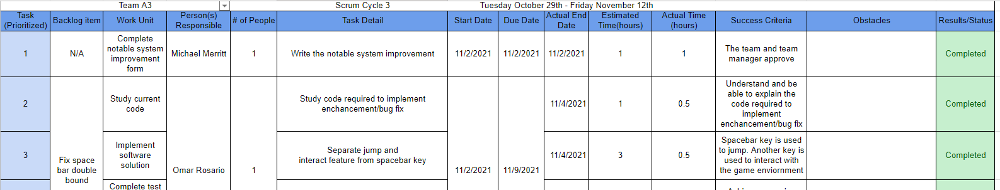 Team A3 Scrum Cycle 3 Tuesday October 29th - Friday November 12th
Task (Prioritized) Backlog item Work Unit Person(s) Responsible # of People Task Detail Start Date Due Date Actual End Date Estimated Time(hours) Actual Time (hours) Success Criteria Obstacles Results/Status
1
N/A
Complete
notable system
improvement
form
Michael Merritt
1
Write the notable system improvement
11/2/2021
11/2/2021
11/2/2021
1
1
The team and team
manager approve
Completed
2
Fix space
bar double
bound
Study current
code
Omar Rosario
1
Study code required to implement
enchancement/bug fix
11/2/2021
11/9/2021
11/4/2021
1
0.5
Understand and be
able to explain the
code required to
implement
enchancement/bug fix
Completed
3
Implement
software
solution
Separate jump and
interact feature from spacebar key
11/4/2021
3
0.5
Spacebar key is used
to jump. Another key is
used to interact with
the game enviornment
Completed
Complete test